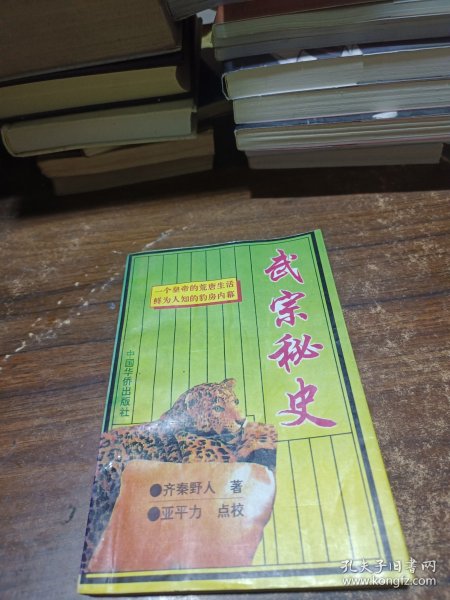 武宗秘史
一个皇帝的荒唐生活
鲜为人知的豹房内幕
中国华侨出版社
●齐秦野人 著
●亚平力 点校
孔夫子旧书网
www.kongfz.com